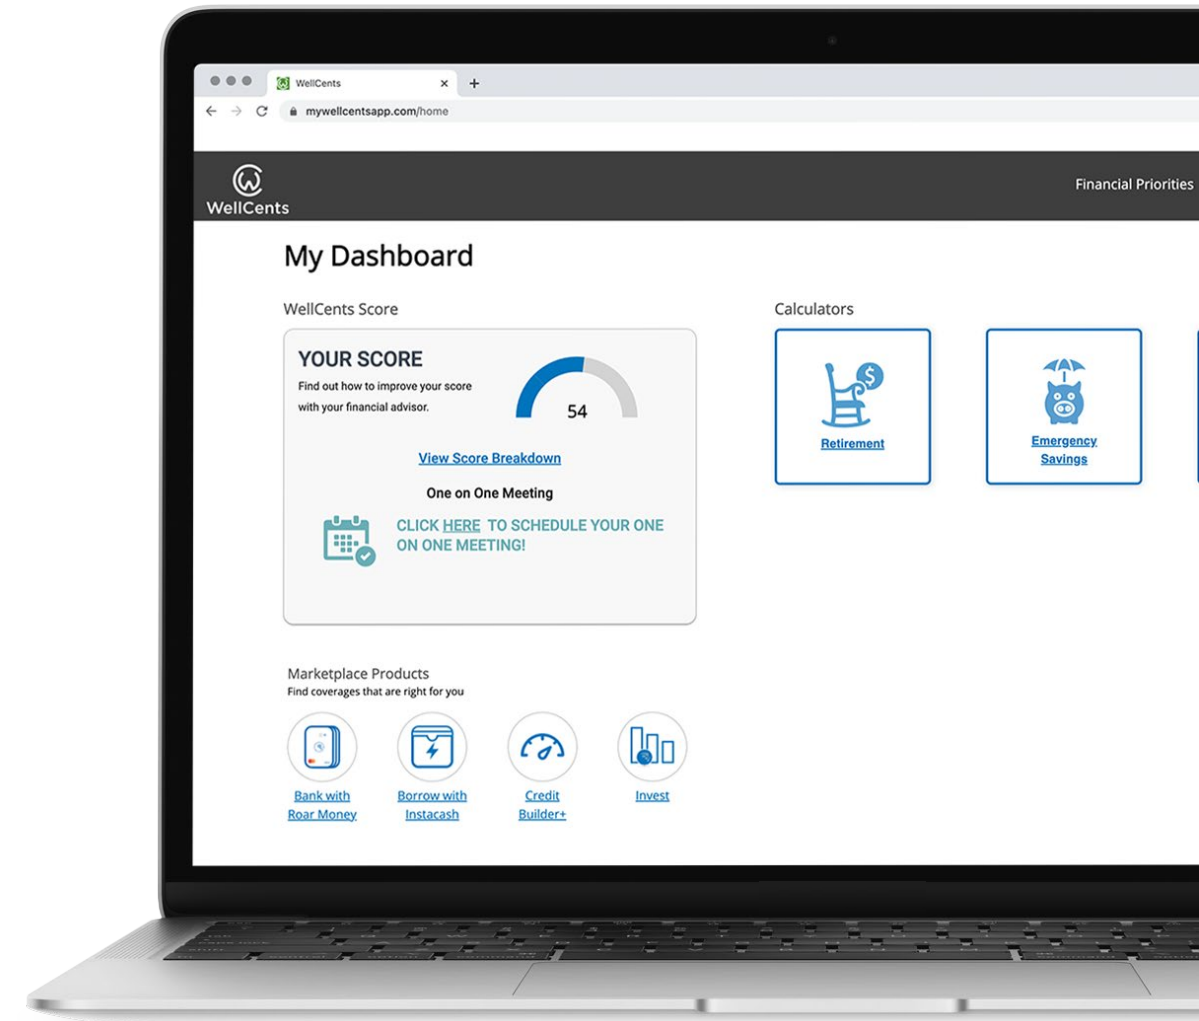 WellCents
mywellcentsapp.com/home
WellCents
Financial Priorities
My Dashboard
WellCents Score
YOUR SCORE
Find out how to improve your score
with your financial advisor.
54
View Score Breakdown
One on One Meeting
CLICK HERE TO SCHEDULE YOUR ONE
ON ONE MEETING!
Calculators
Retirement
Emergency
Savings
Marketplace Products
Find coverages that are right for you
Bank with
Roar Money
Borrow with
Instacash
Credit
Builder+
Invest